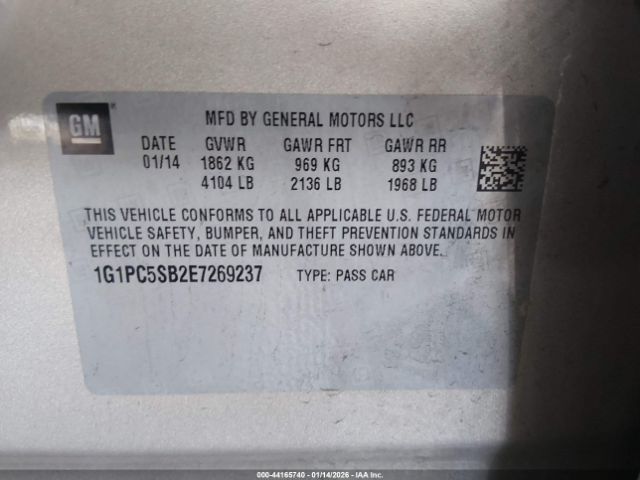 GM
MFD BY GENERAL MOTORS LLC
DATE GVWR GAWR FRT GAWR RR
01/14 1862 KG 969 KG 893 KG
4104 LB 2136 LB 1968 LB
THIS VEHICLE CONFORMS TO ALL APPLICABLE U.S. FEDERAL MOTOR
VEHICLE SAFETY, BUMPER, AND THEFT PREVENTION STANDARDS IN
EFFECT ON THE DATE OF MANUFACTURE SHOWN ABOVE.
1G1PC5SB2E7269237 TYPE: PASS CAR
000-44165740 - 01/14/2026 - IAAI.COM